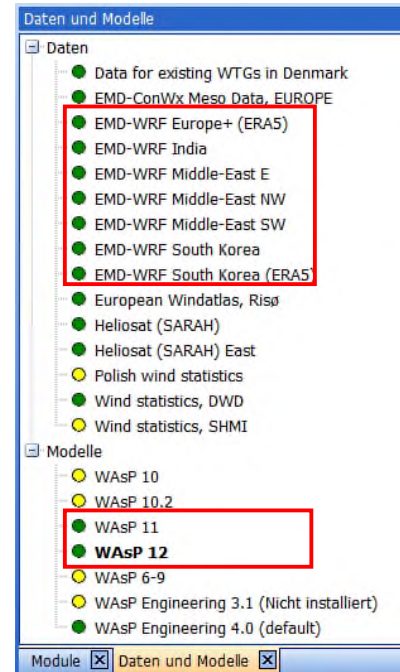 Daten und Modelle
Daten
Data for existing WTGs in Denmark
EMD-ConWx Meso Data, EUROPE
EMD-WRF Europe+ (ERA5)
EMD-WRF India
EMD-WRF Middle-East E
EMD-WRF Middle-East NW
EMD-WRF Middle-East SW
EMD-WRF South Korea
EMD-WRF South Korea (ERA5)
European Windatlas, Risø
Heliosat (SARAH)
Heliosat (SARAH) East
Polish wind statistics
Wind statistics, DWD
Wind statistics, SHMI
Modelle
WAsP 10
WAsP 10.2
WAsP 11
WAsP 12
WAsP 6-9
WAsP Engineering 3.1 (Nicht installiert)
WAsP Engineering 4.0 (default)
Module Daten und Modelle